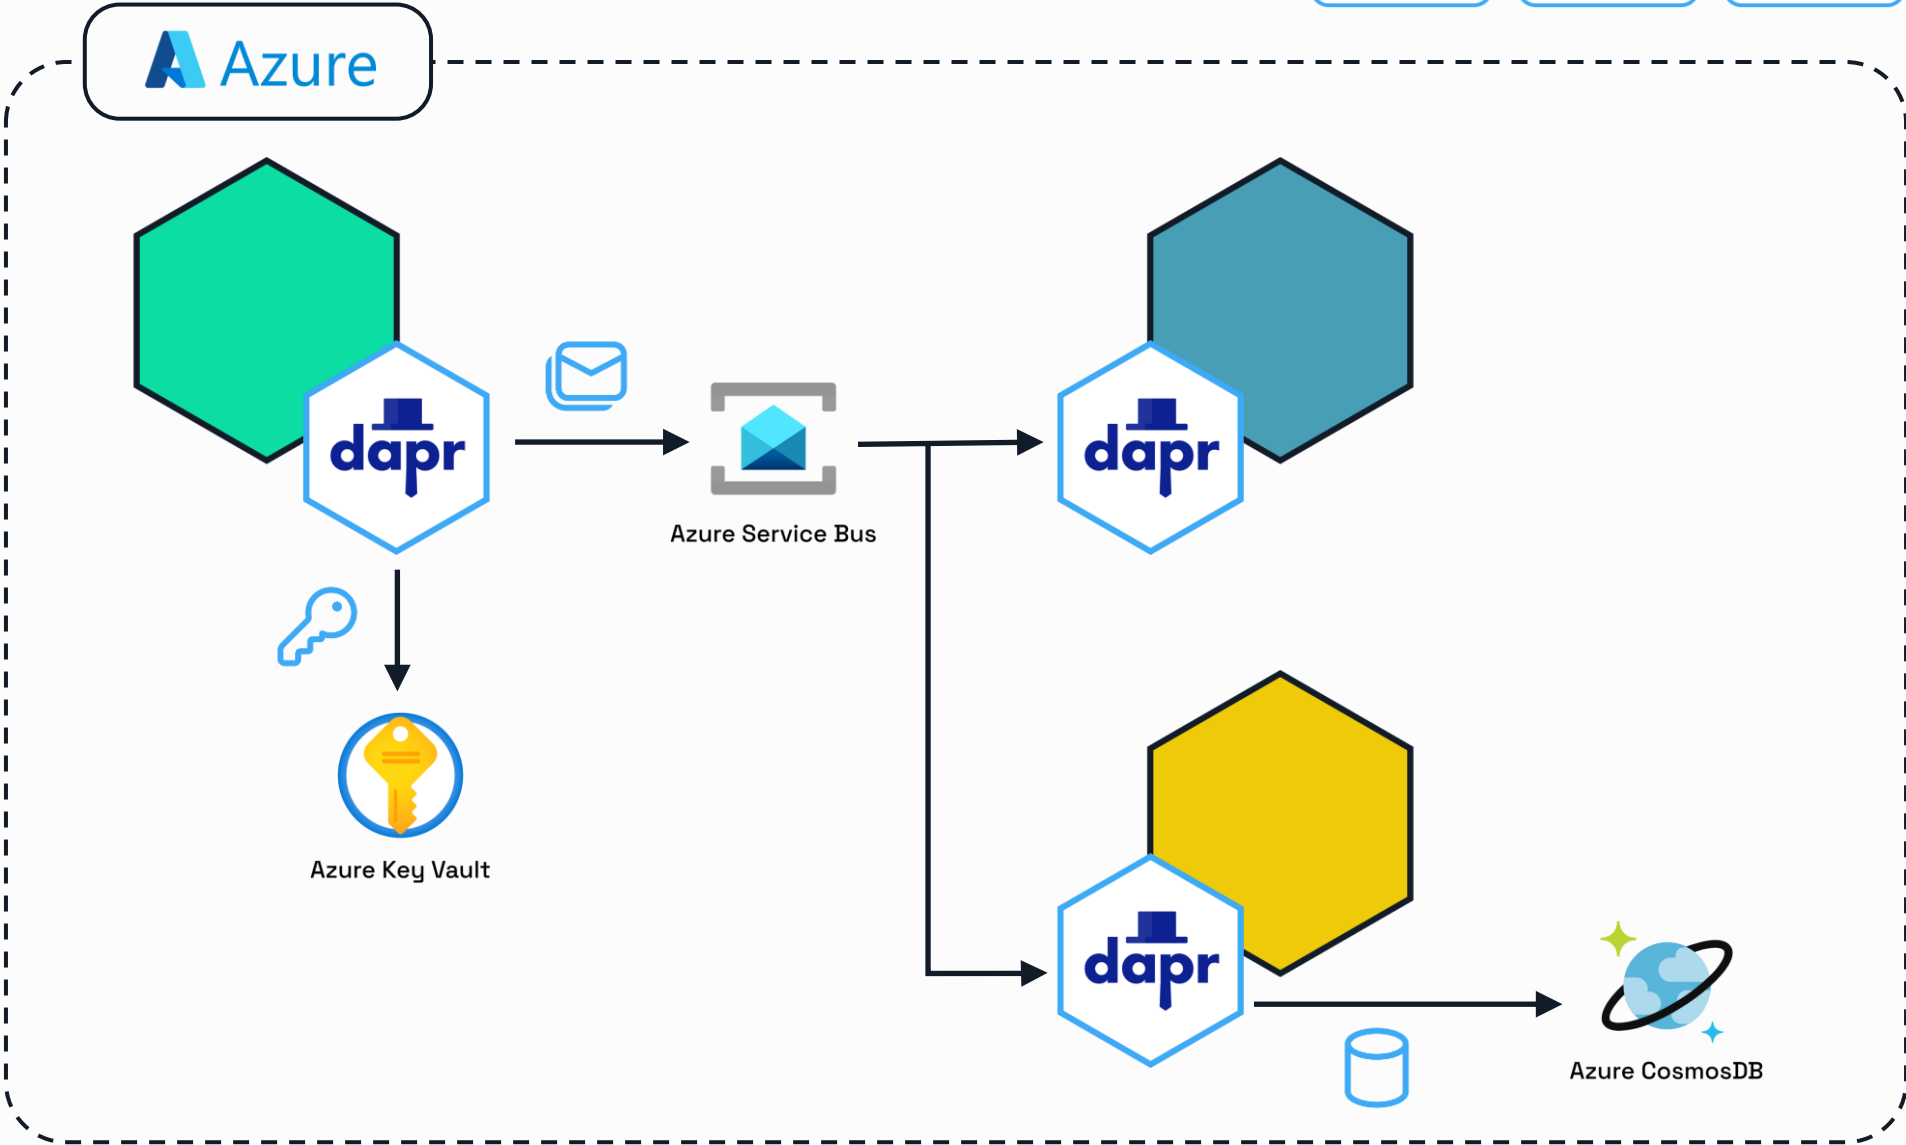 Azure
dapr
Azure Service Bus
dapr
Azure Key Vault
dapr
Azure CosmosDB